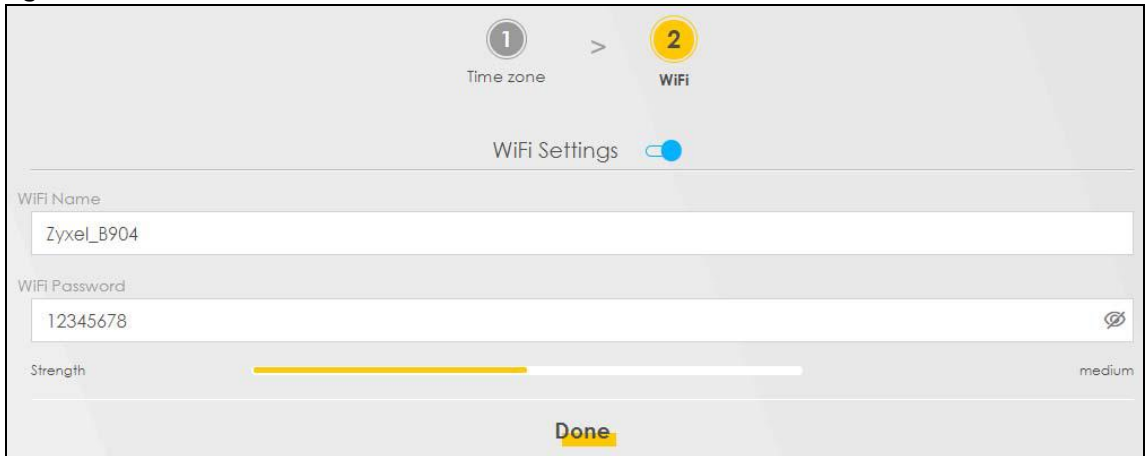 1 > 2
Time zone WiFi
WiFi Settings
WiFi Name
Zyxel_B904
WiFi Password
12345678
Strength medium
Done